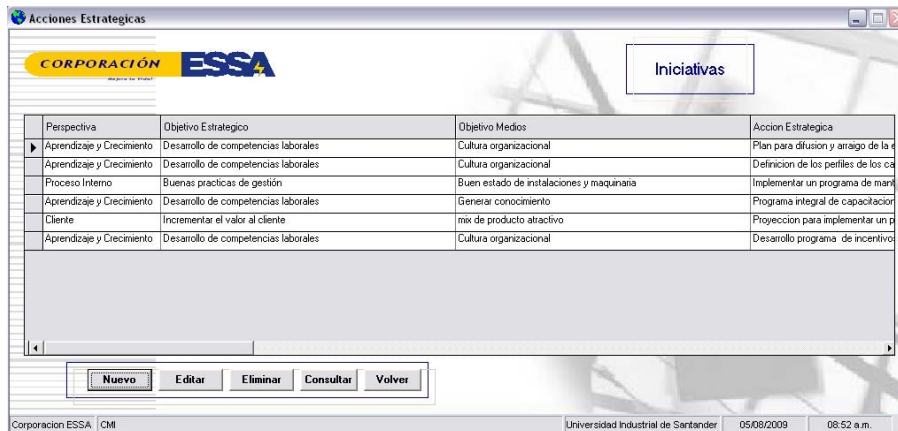 Acciones Estrategicas
CORPORACIÓN ESSA
Mejora la Vida!
Iniciativas
Perspectiva Objetivo Estrategico Objetivo Medios Accion Estrategica
Aprendizaje y Crecimiento Desarrollo de competencias laborales Cultura organizacional Plan para difusion y arraigo de la e
Aprendizaje y Crecimiento Desarrollo de competencias laborales Cultura organizacional Definicion de los perfiles de los ca
Proceso Interno Buenas practicas de gestión Buen estado de instalaciones y maquinaria Implementar un programa de mant
Aprendizaje y Crecimiento Desarrollo de competencias laborales Generar conocimiento Programa integral de capacitacion
Cliente Incrementar el valor al cliente mix de producto atractivo Proyeccion para implementar un p
Aprendizaje y Crecimiento Desarrollo de competencias laborales Cultura organizacional Desarrollo programa de incentivo
Nuevo Editar Eliminar Consultar Volver
Corporacion ESSA CMI Universidad Industrial de Santander 05/08/2009 08:52 a.m.